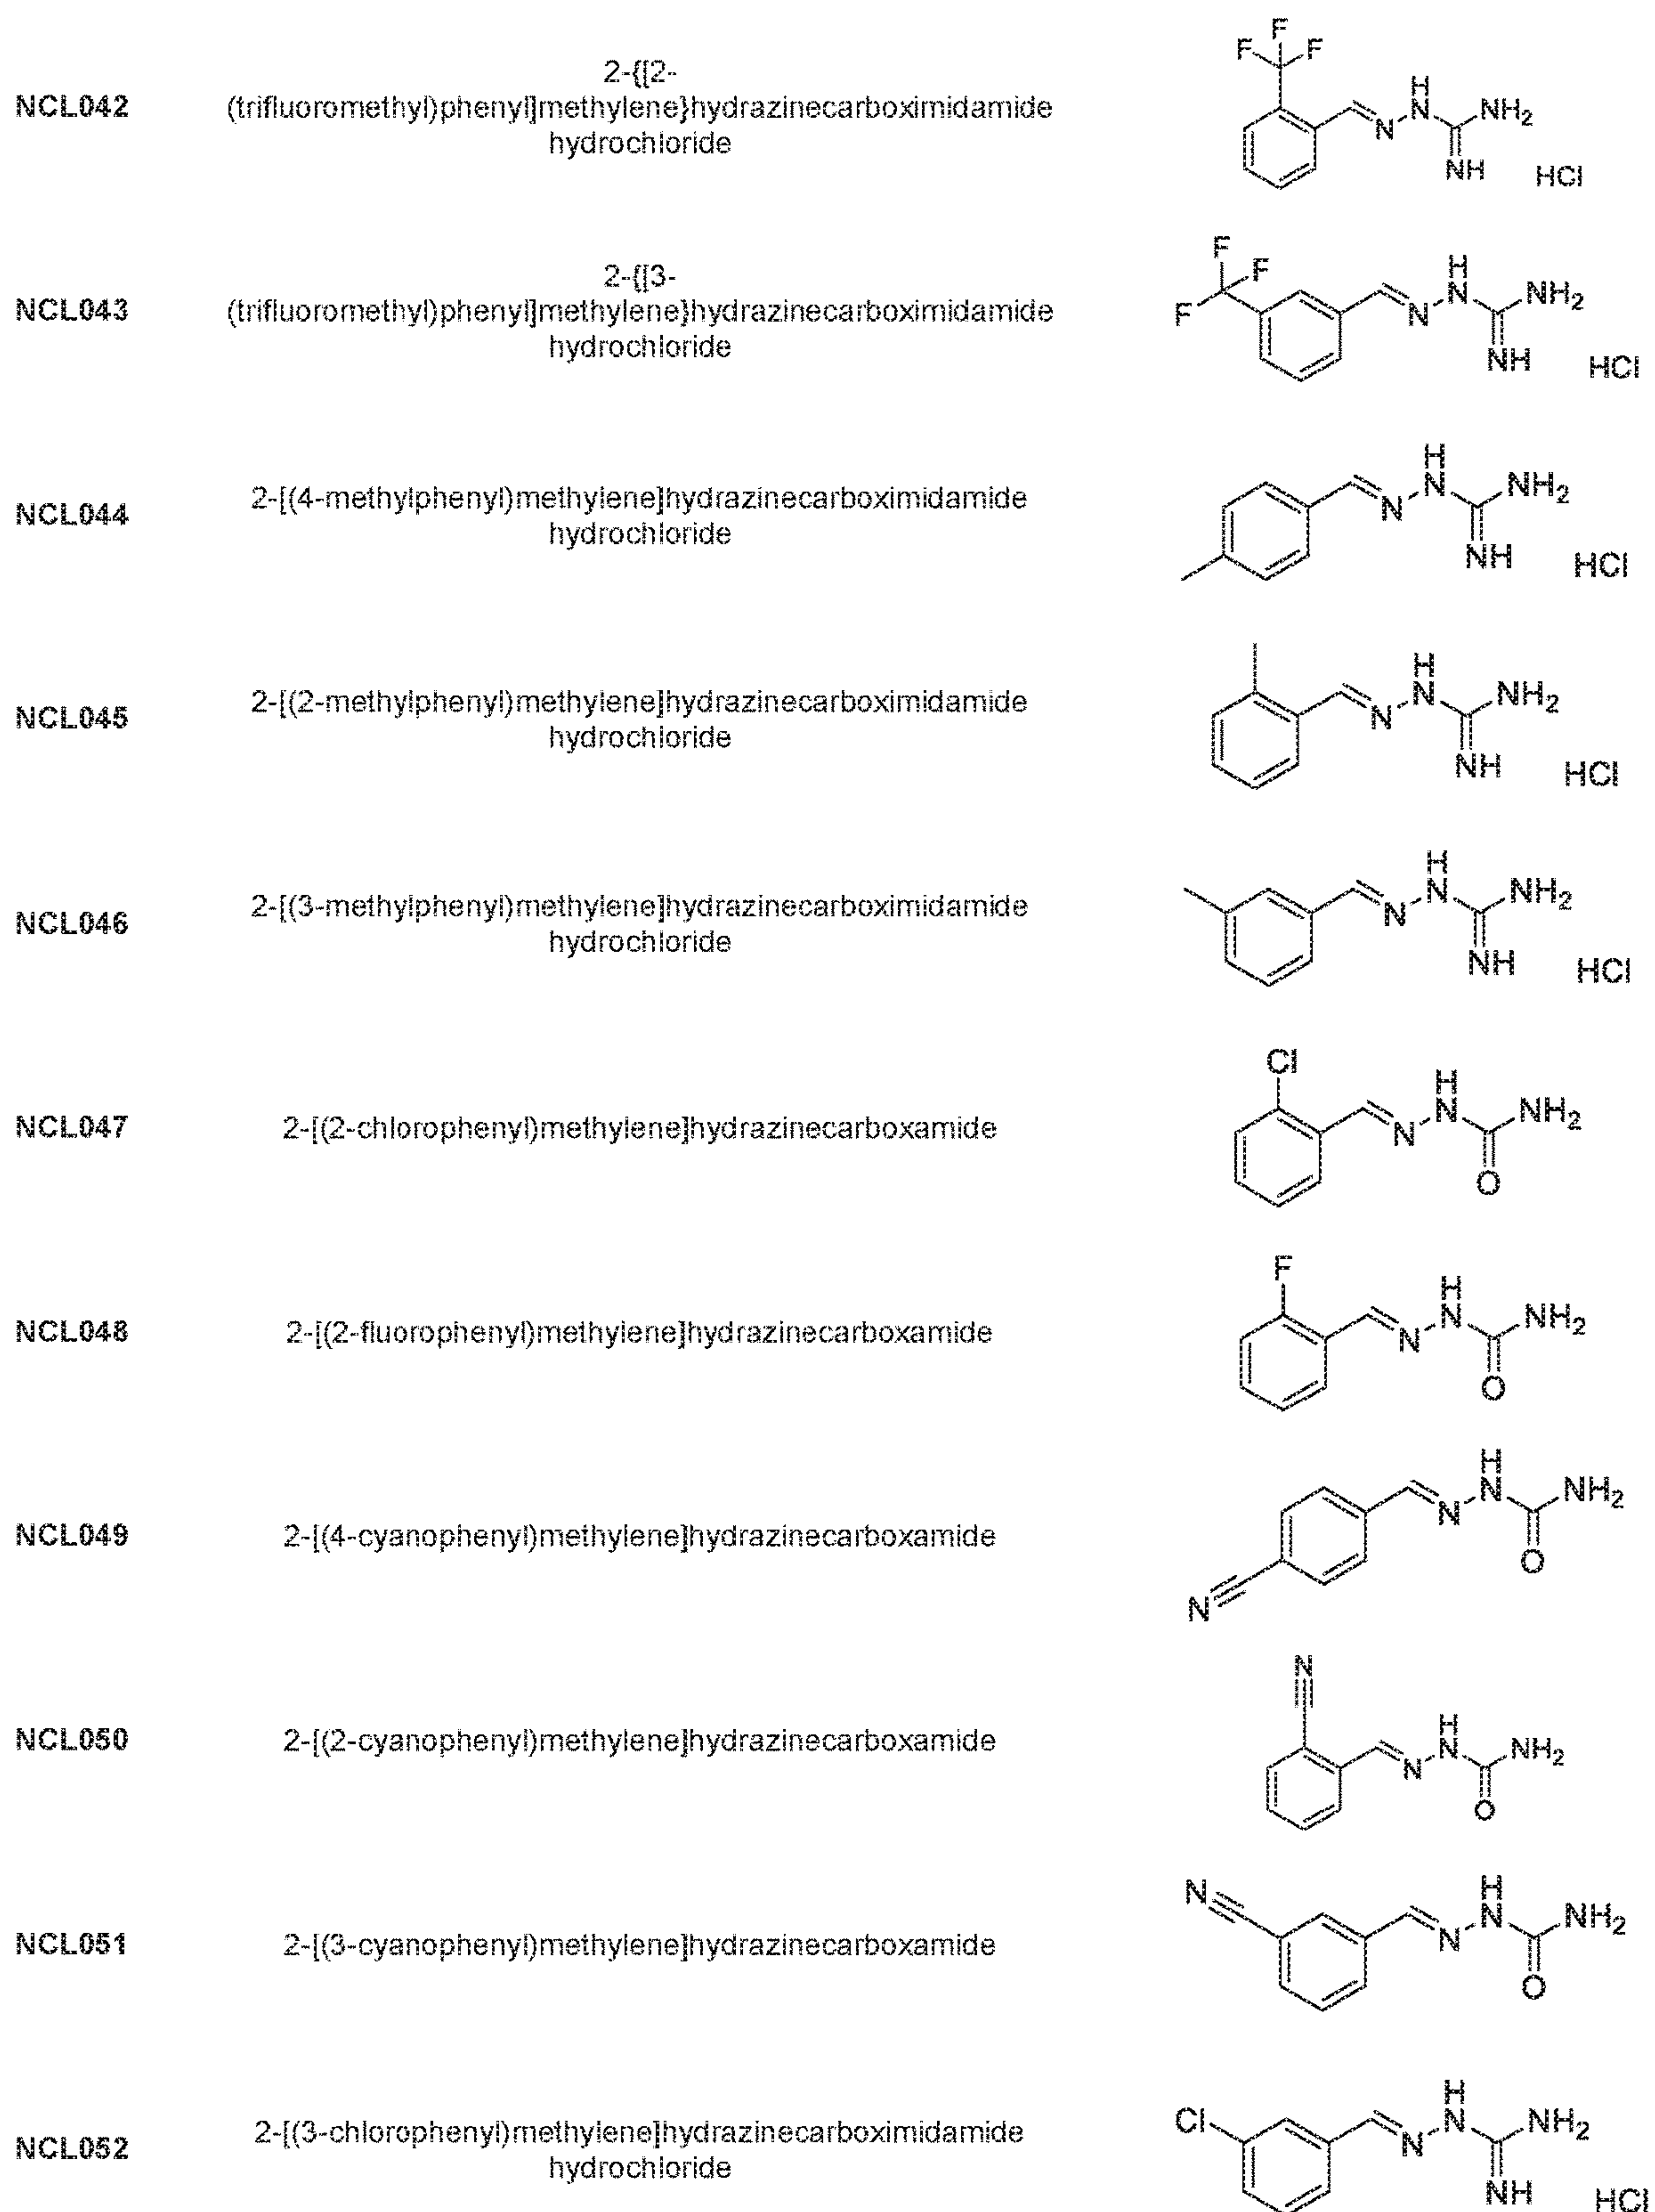 NCL042
2-{[2-
(trifluoromethyl)phenyl]methylene}hydrazinecarboximidamide
hydrochloride
F
F F
H
N NH2
N
NH HCl
NCL043
2-{[3-
(trifluoromethyl)phenyl]methylene}hydrazinecarboximidamide
hydrochloride
F
F
F
H
N NH2
N
NH HCl
NCL044
2-[(4-methylphenyl)methylene]hydrazinecarboximidamide
hydrochloride
H
N NH2
N
NH HCl
NCL045
2-[(2-methylphenyl)methylene]hydrazinecarboximidamide
hydrochloride
H
N NH2
N
NH HCl
NCL046
2-[(3-methylphenyl)methylene]hydrazinecarboximidamide
hydrochloride
H
N NH2
N
NH HCl
NCL047
2-[(2-chlorophenyl)methylene]hydrazinecarboxamide
Cl
H
N NH2
N
O
NCL048
2-[(2-fluorophenyl)methylene]hydrazinecarboxamide
F
H
N NH2
N
O
NCL049
2-[(4-cyanophenyl)methylene]hydrazinecarboxamide
H
N NH2
N
O
N
NCL050
2-[(2-cyanophenyl)methylene]hydrazinecarboxamide
N
H
N NH2
N
O
NCL051
2-[(3-cyanophenyl)methylene]hydrazinecarboxamide
N
H
N NH2
N
O
NCL052
2-[(3-chlorophenyl)methylene]hydrazinecarboximidamide
hydrochloride
Cl
H
N NH2
N
NH HCl